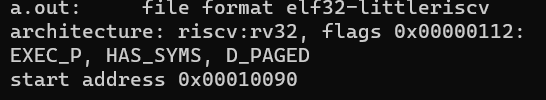 a.out:     file format elf32-littleriscv
architecture: riscv:rv32, flags 0x00000112:
EXEC_P, HAS_SYMS, D_PAGED
start address 0x00010090